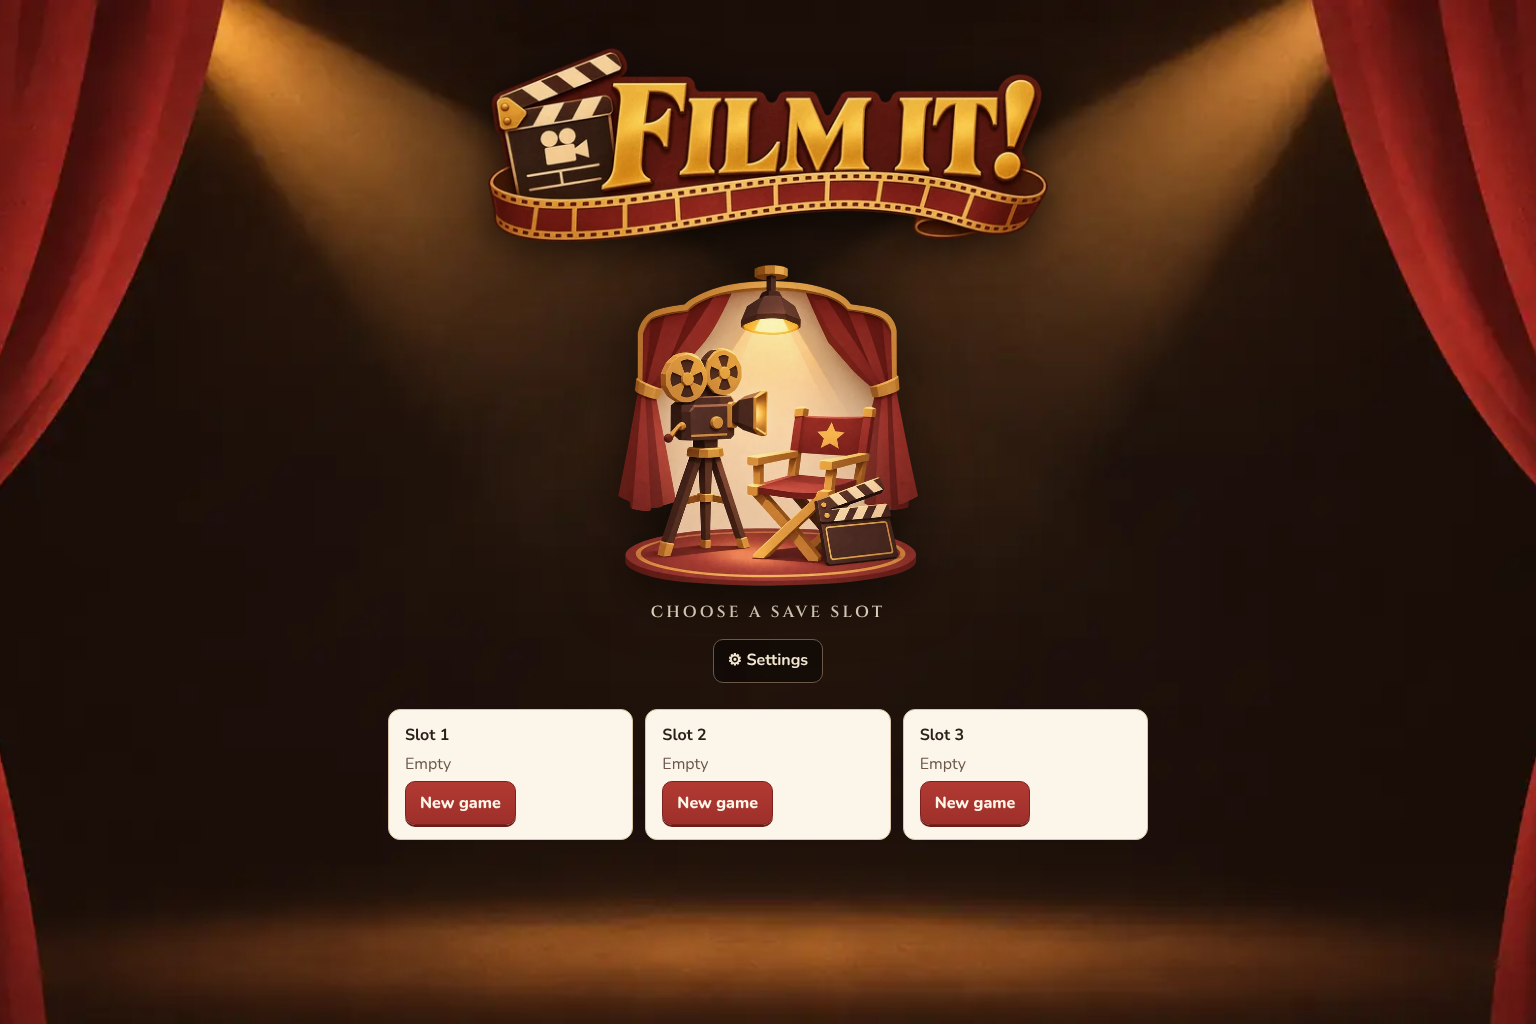 FILM IT!
CHOOSE A SAVE SLOT
⚙ Settings
Slot 1
Empty
New game
Slot 2
Empty
New game
Slot 3
Empty
New game